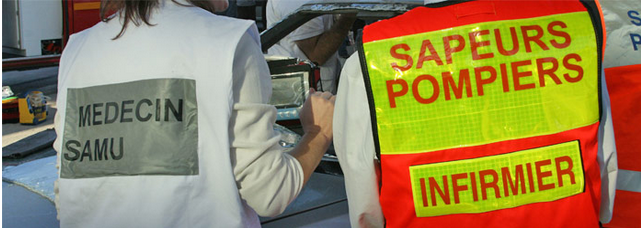 MEDECIN
SAMU
SAPEURS
POMPIERS
INFIRMIER